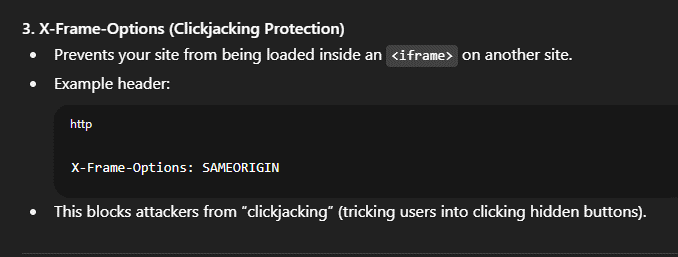 3. X-Frame-Options (Clickjacking Protection)
• Prevents your site from being loaded inside an <iframe> on another site.
• Example header:
http
X-Frame-Options: SAMEORIGIN
• This blocks attackers from “clickjacking” (tricking users into clicking hidden buttons).